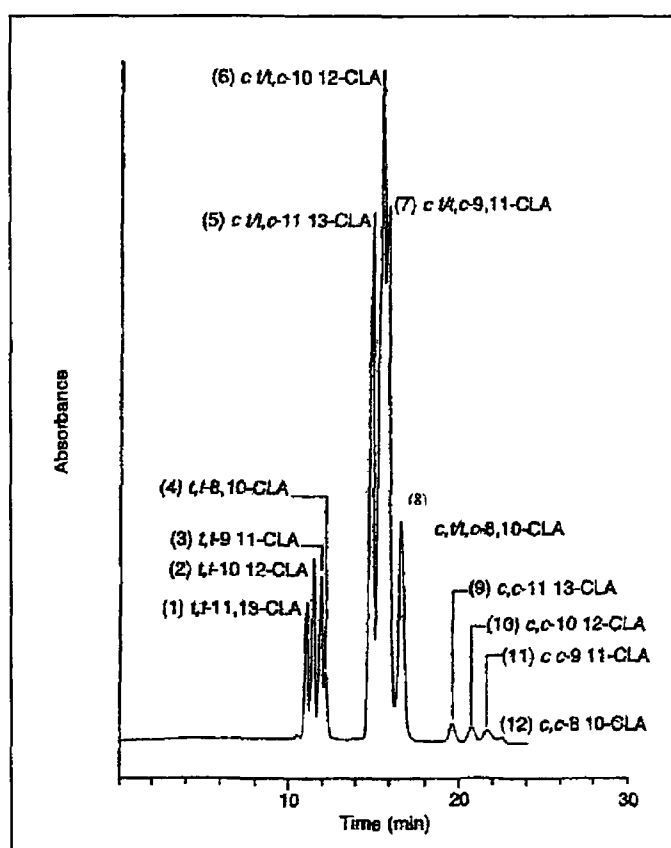 (6) c t/t,c-10 12-CLA
(7) c t/t,c-9,11-CLA
(5) c t/t,c-11 13-CLA
Absorbance
(4) t,t-8,10-CLA
(8)
c,t/t,c-8,10-CLA
(3) t,t-9 11-CLA
(2) t,t-10 12-CLA
(1) t,t-11,13-CLA
(9) c,c-11 13-CLA
(10) c,c-10 12-CLA
(11) c c-9 11-CLA
(12) c,c-8 10-CLA
10 20 30
Time (min)